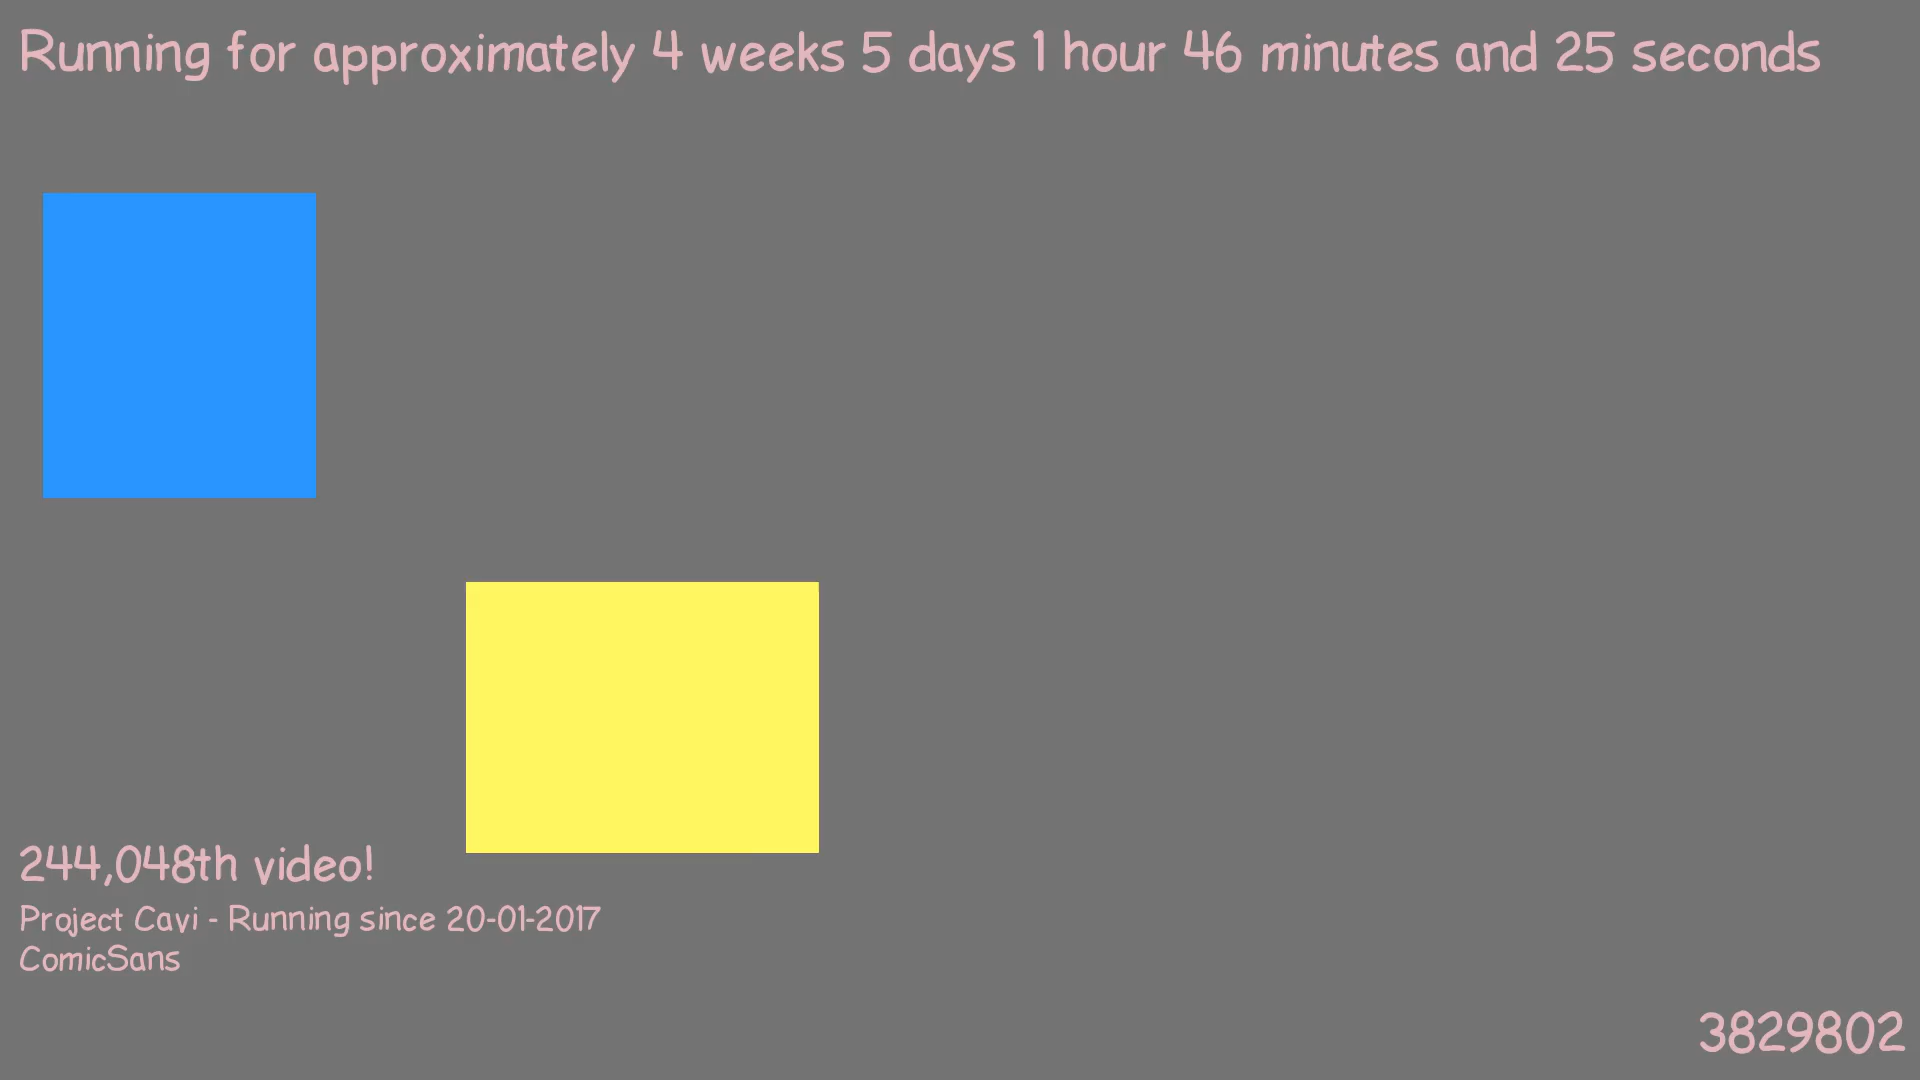 Running for approximately 4 weeks 5 days 1 hour 46 minutes and 25 seconds
244,048th video!
Project Cavi - Running since 20-01-2017
ComicSans
3829802